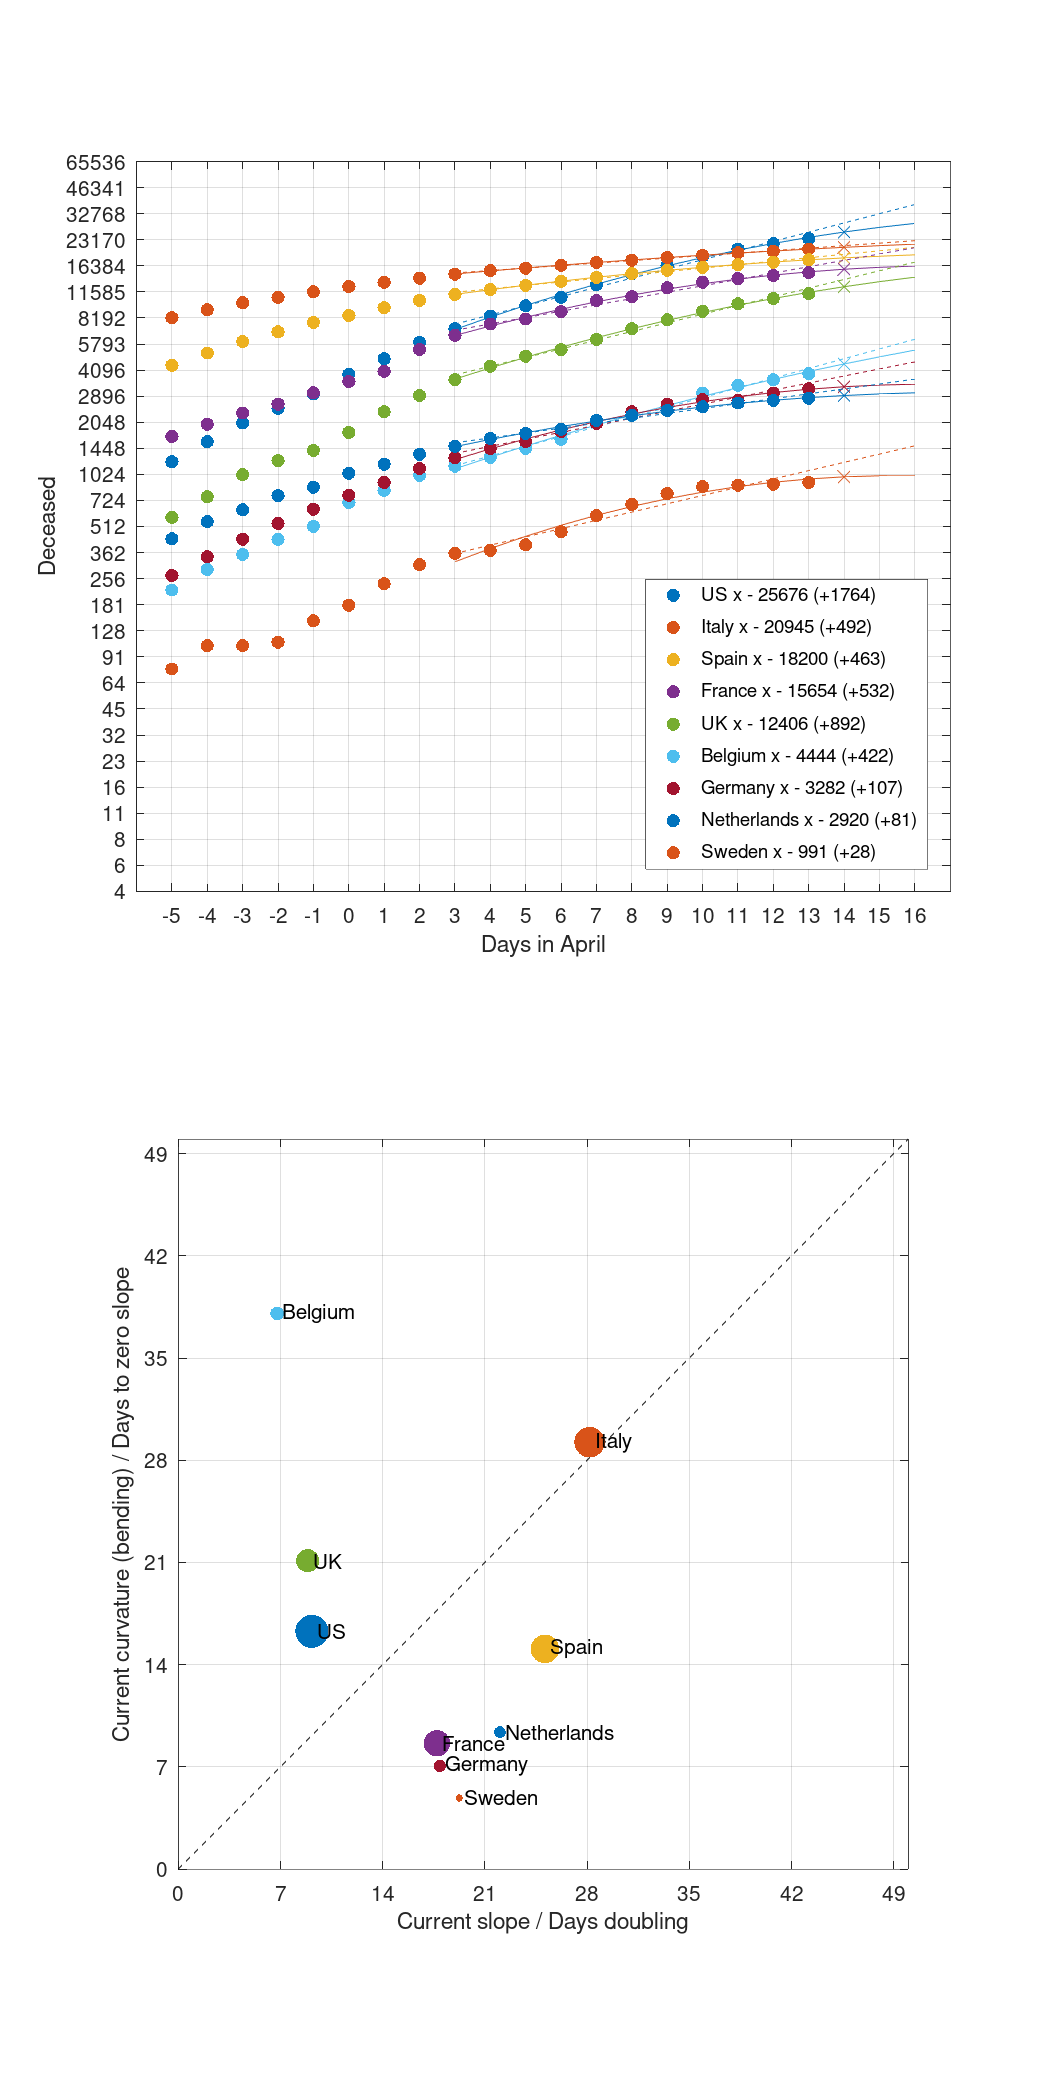 65536
46341
32768
23170
16384
11585
8192
5793
4096
2896
2048
1448
1024
724
512
362
256
181
128
91
64
45
32
23
16
11
8
6
4
Deceased
US x - 25676 (+1764)
Italy x - 20945 (+492)
Spain x - 18200 (+463)
France x - 15654 (+532)
UK x - 12406 (+892)
Belgium x - 4444 (+422)
Germany x - 3282 (+107)
Netherlands x - 2920 (+81)
Sweden x - 991 (+28)
-5 -4 -3 -2 -1 0 1 2 3 4 5 6 7 8 9 10 11 12 13 14 15 16
Days in April
49
42
35
28
21
14
7
0
Current curvature (bending) / Days to zero slope
Belgium
Italy
UK
US
Spain
Netherlands
France
Germany
Sweden
0 7 14 21 28 35 42 49
Current slope / Days doubling